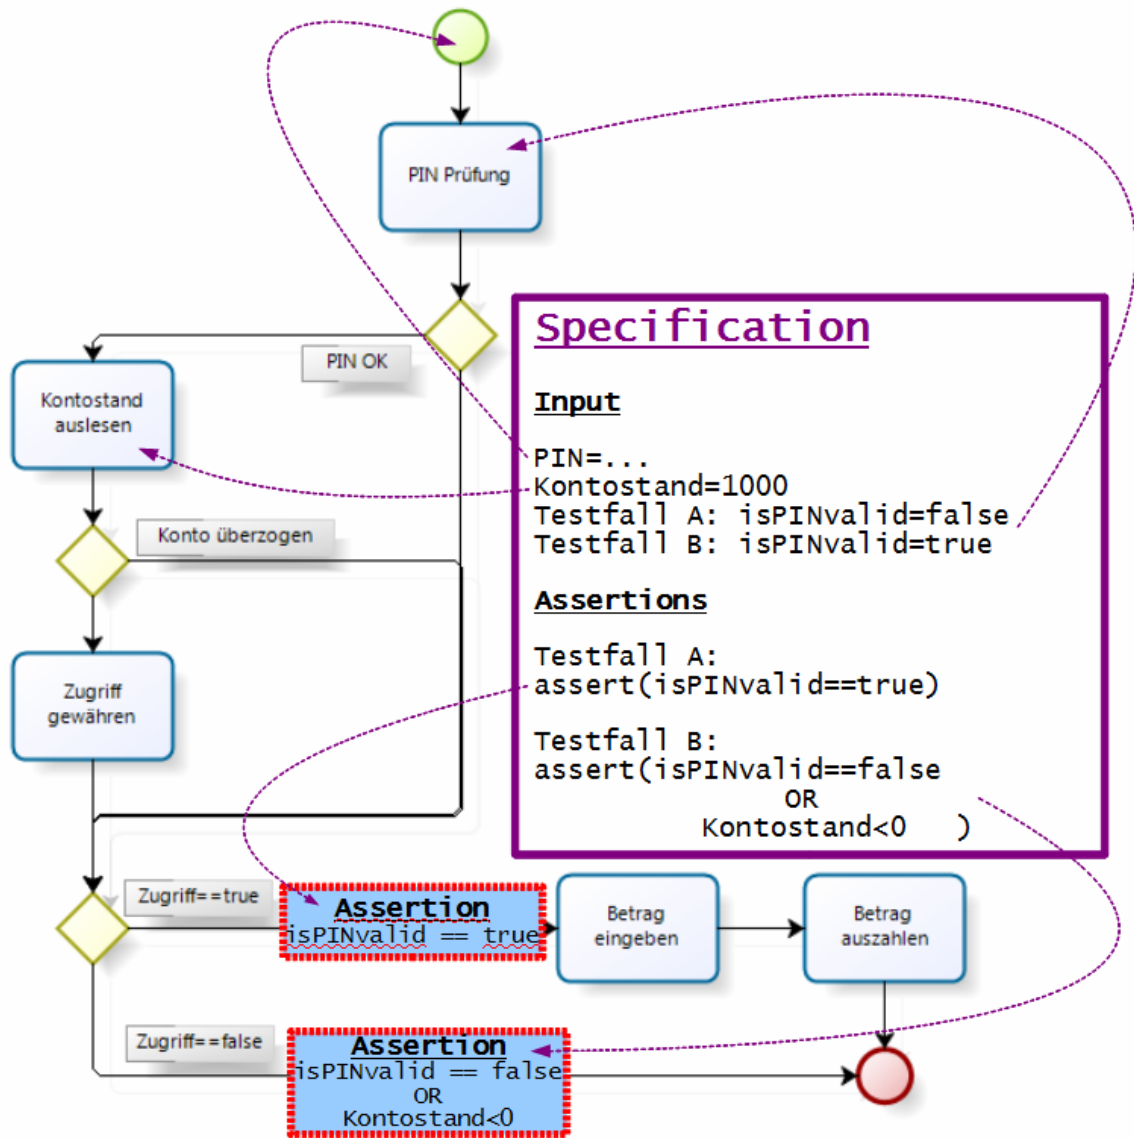 PIN Prüfung
PIN OK
Kontostand
auslesen
Konto überzogen
Zugriff
gewähren
Specification
Input
PIN=...
Kontostand=1000
Testfall A: isPINvalid=false
Testfall B: isPINvalid=true
Assertions
Testfall A:
assert(isPINvalid==true)
Testfall B:
assert(isPINvalid==false
OR
Kontostand<0 )
Zugriff==true
Assertion
isPINvalid == true
Betrag
eingeben
Betrag
auszahlen
Zugriff==false
Assertion
isPINvalid == false
OR
Kontostand<0